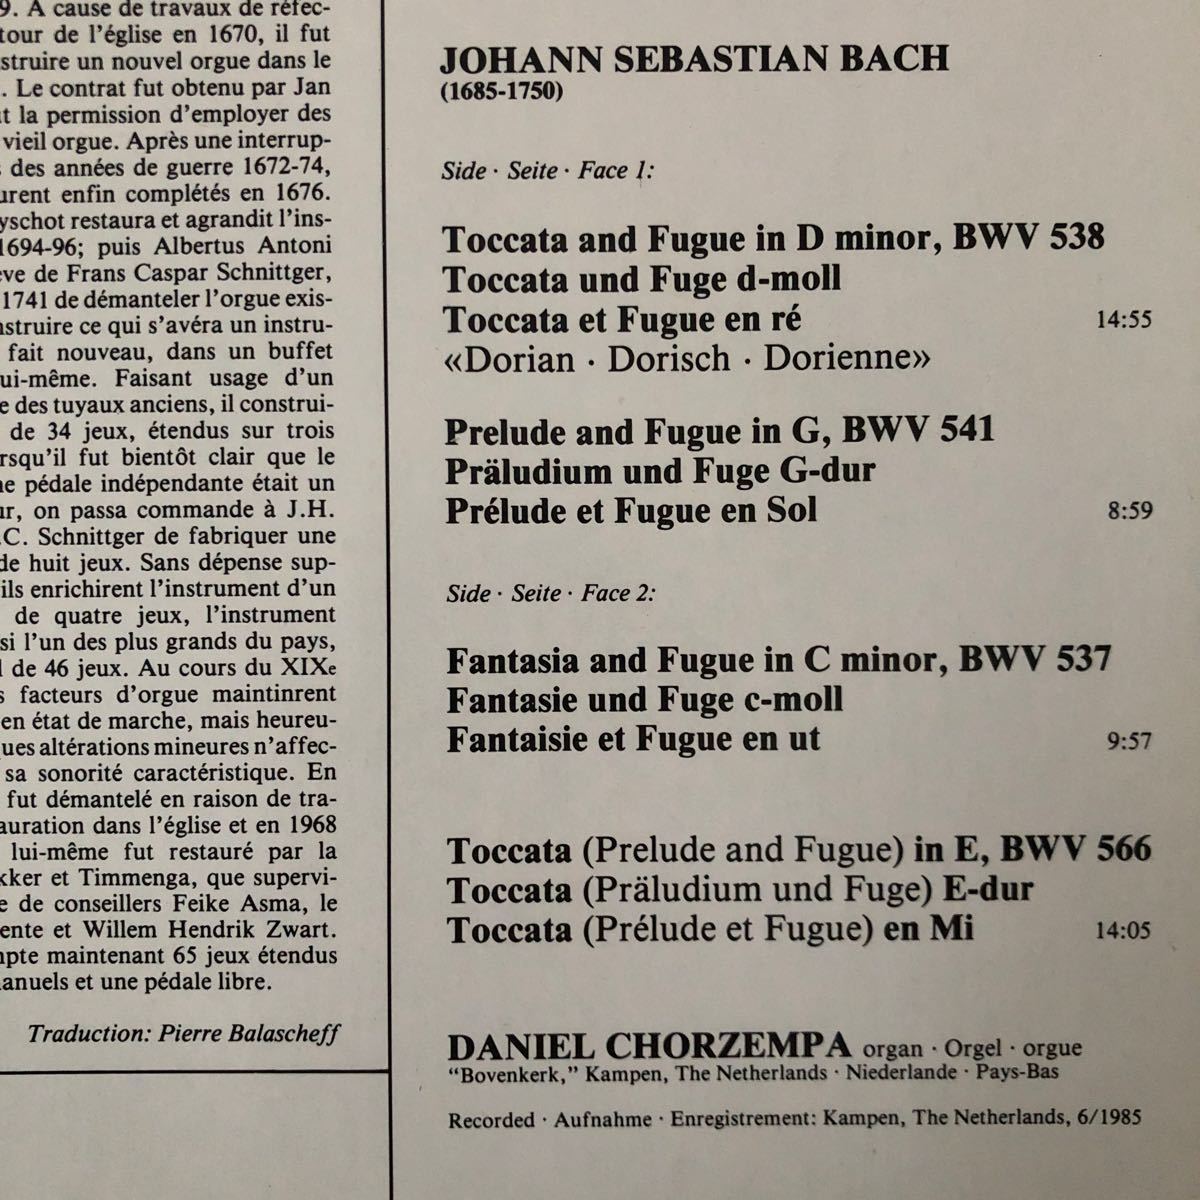 9. A cause de travaux de réfec-
tour de l'église en 1670, il fut
struire un nouvel orgue dans le
. Le contrat fut obtenu par Jan
t la permission d'employer des
vieil orgue. Après une interrup-
des années de guerre 1672-74,
urent enfin complétés en 1676.
yschot restaura et agrandit l'ins-
1694-96; puis Albertus Antoni
ève de Frans Caspar Schnittger,
1741 de démanteler l'orgue exis-
nstruire ce qui s'avéra un instru-
fait nouveau, dans un buffet
ui-même. Faisant usage d'un
e des tuyaux anciens, il construi-
de 34 jeux, étendus sur trois
rsqu'il fut bientôt clair que le
ne pédale indépendante était un
ur, on passa commande à J.H.
.C. Schnittger de fabriquer une
de huit jeux. Sans dépense sup-
ils enrichirent l'instrument d'un
de quatre jeux, l'instrument
si l'un des plus grands du pays,
l de 46 jeux. Au cours du XIXe
s facteurs d'orgue maintinrent
en état de marche, mais heureu-
ques altérations mineures n'affec-
sa sonorité caractéristique. En
fut démantelé en raison de tra-
auration dans l'église et en 1968
lui-même fut restauré par la
kker et Timmenga, que supervi-
e de conseillers Feike Asma, le
ente et Willem Hendrik Zwart.
mpte maintenant 65 jeux étendus
anuels et une pédale libre.
Traduction: Pierre Balascheff
JOHANN SEBASTIAN BACH
(1685-1750)
Side · Seite · Face 1:
Toccata and Fugue in D minor, BWV 538
Toccata und Fuge d-moll
Toccata et Fugue en ré 14:55
«Dorian · Dorisch · Dorienne»
Prelude and Fugue in G, BWV 541
Präludium und Fuge G-dur
Prélude et Fugue en Sol 8:59
Side · Seite · Face 2:
Fantasia and Fugue in C minor, BWV 537
Fantasie und Fuge c-moll
Fantaisie et Fugue en ut 9:57
Toccata (Prelude and Fugue) in E, BWV 566
Toccata (Präludium und Fuge) E-dur
Toccata (Prélude et Fugue) en Mi 14:05
DANIEL CHORZEMPA organ · Orgel · orgue
"Bovenkerk," Kampen, The Netherlands · Niederlande · Pays-Bas
Recorded · Aufnahme · Enregistrement: Kampen, The Netherlands, 6/1985